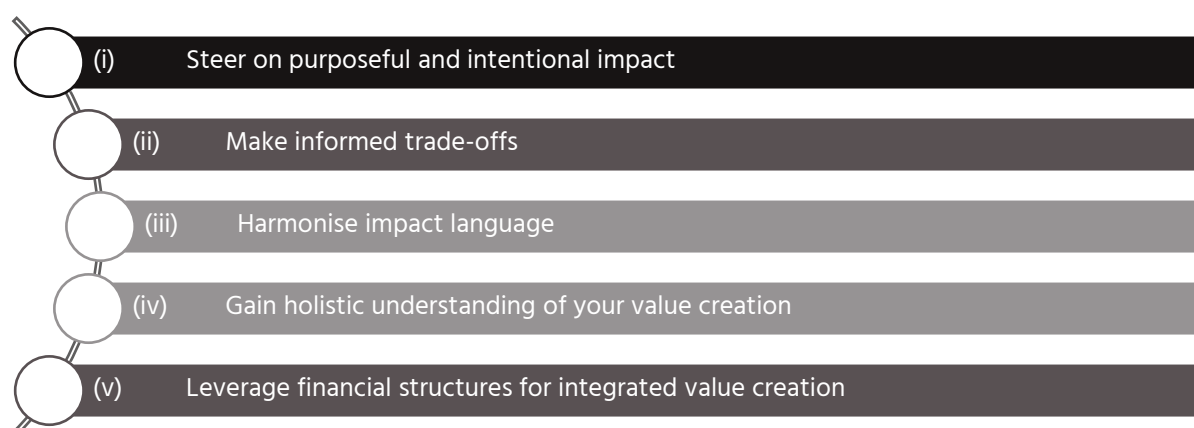 (i) Steer on purposeful and intentional impact
(ii) Make informed trade-offs
(iii) Harmonise impact language
(iv) Gain holistic understanding of your value creation
(v) Leverage financial structures for integrated value creation